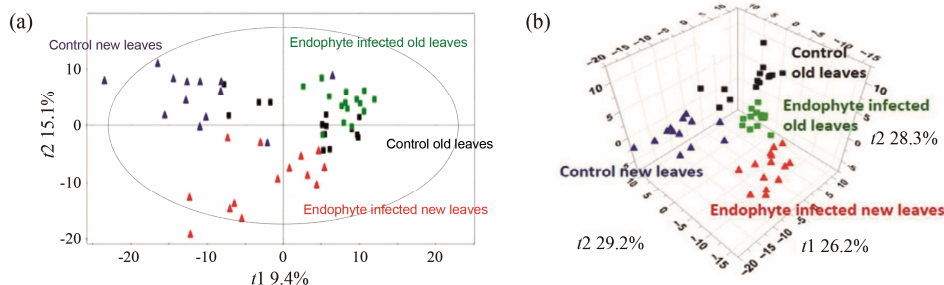 (a)
Control new leaves
Endophyte infected old leaves
Control old leaves
Endophyte infected new leaves
10
0
-10
-20
t2 15.1%
-20
-10
0
10
20
t1 9.4%
(b)
Control
old leaves
Endophyte infected
old leaves
t2 28.3%
Control new leaves
Endophyte infected new leaves
t2 29.2%
t1 26.2%